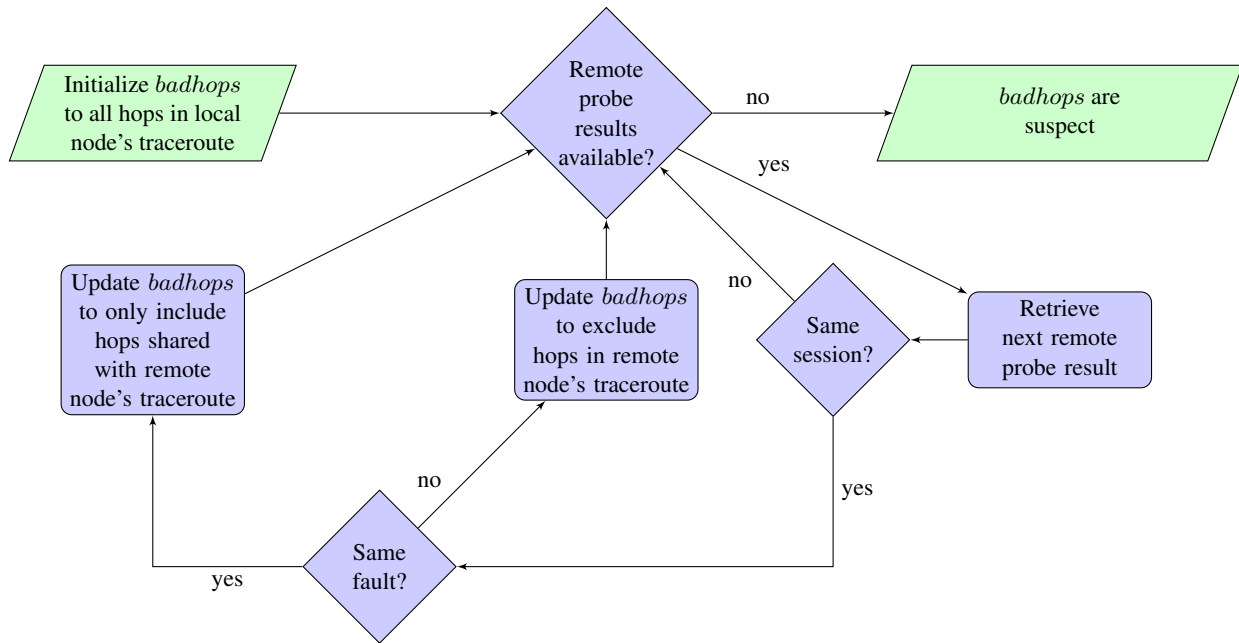 Initialize badhops
to all hops in local
node's traceroute
Remote
probe
results
available?
no
badhops are
suspect
yes
Update badhops
to only include
hops shared
with remote
node's traceroute
Update badhops
to exclude
hops in remote
node's traceroute
no
Same
session?
Retrieve
next remote
probe result
no
yes
Same
fault?
yes